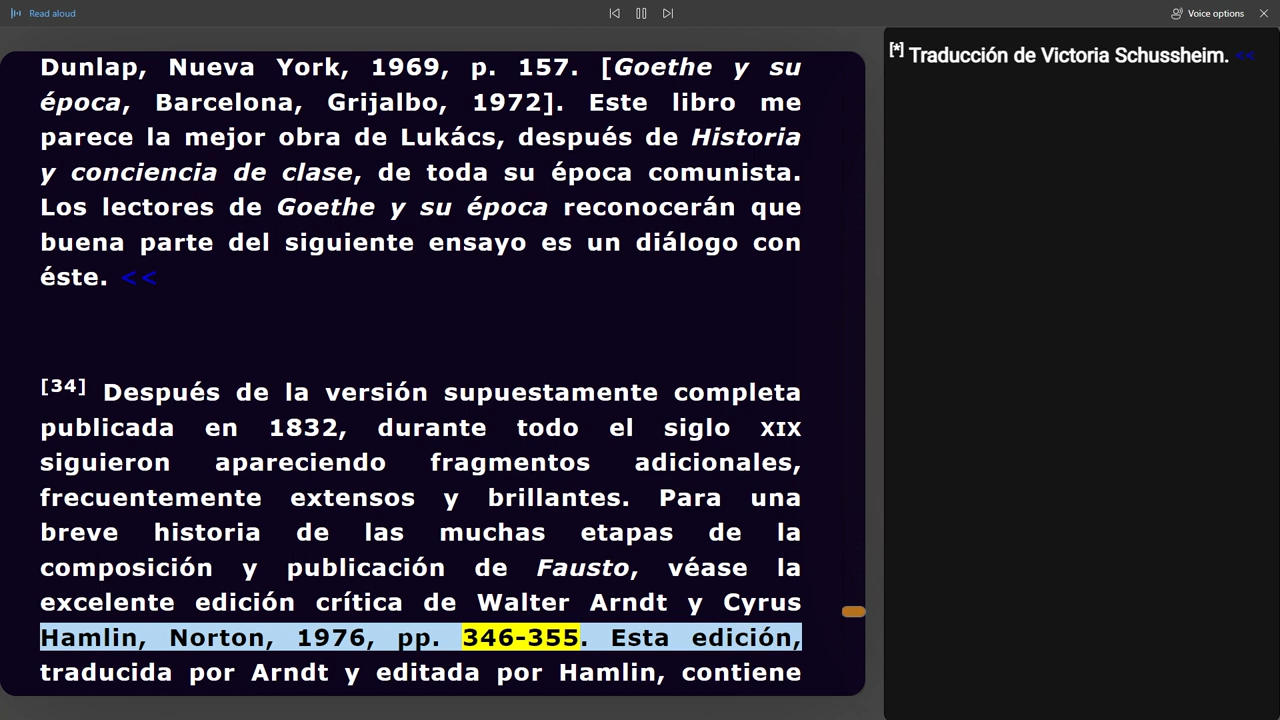 Read aloud
Voice options
Dunlap, Nueva York, 1969, p. 157. [Goethe y su
época, Barcelona, Grijalbo, 1972]. Este libro me
parece la mejor obra de Lukács, después de Historia
y conciencia de clase, de toda su época comunista.
Los lectores de Goethe y su época reconocerán que
buena parte del siguiente ensayo es un diálogo con
éste. <<
[34] Después de la versión supuestamente completa
publicada en 1832, durante todo el siglo XIX
siguieron apareciendo fragmentos adicionales,
frecuentemente extensos y brillantes. Para una
breve historia de las muchas etapas de la
composición y publicación de Fausto, véase la
excelente edición crítica de Walter Arndt y Cyrus
Hamlin, Norton, 1976, pp. 346-355. Esta edición,
traducida por Arndt y editada por Hamlin, contiene
[*] Traducción de Victoria Schussheim. <<